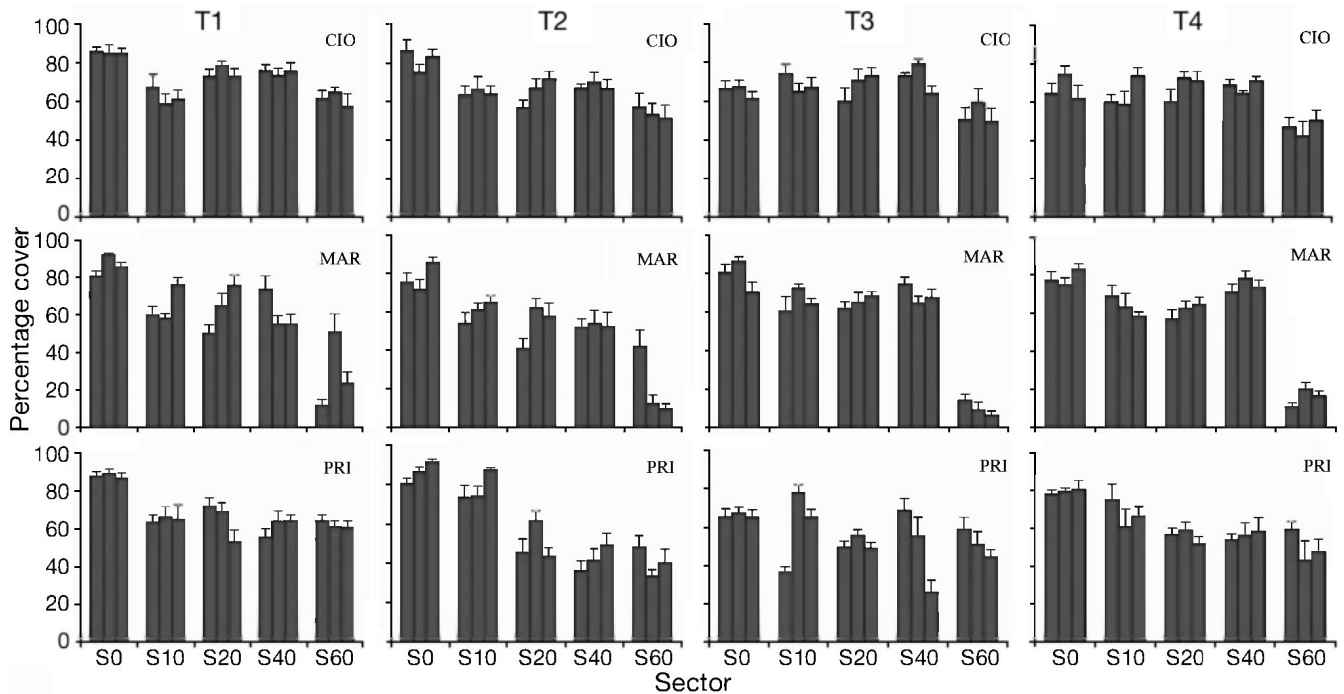 T1 T2 T3 T4
CIO CIO CIO CIO
100
80
60
40
20
0
MAR MAR MAR MAR
100
80
60
40
20
0
PRI PRI PRI PRI
100
80
60
40
20
0
Percentage cover
S0 S10 S20 S40 S60 S0 S10 S20 S40 S60 S0 S10 S20 S40 S60 S0 S10 S20 S40 S60
Sector